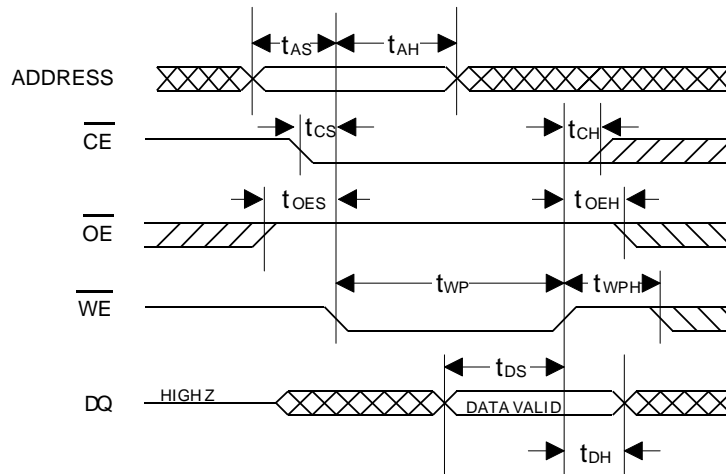 tAS tAH
ADDRESS
tCS tCH
CE
tOES tOEH
OE
tWP tWPH
WE
tDS
DQ HIGH Z DATA VALID
tDH